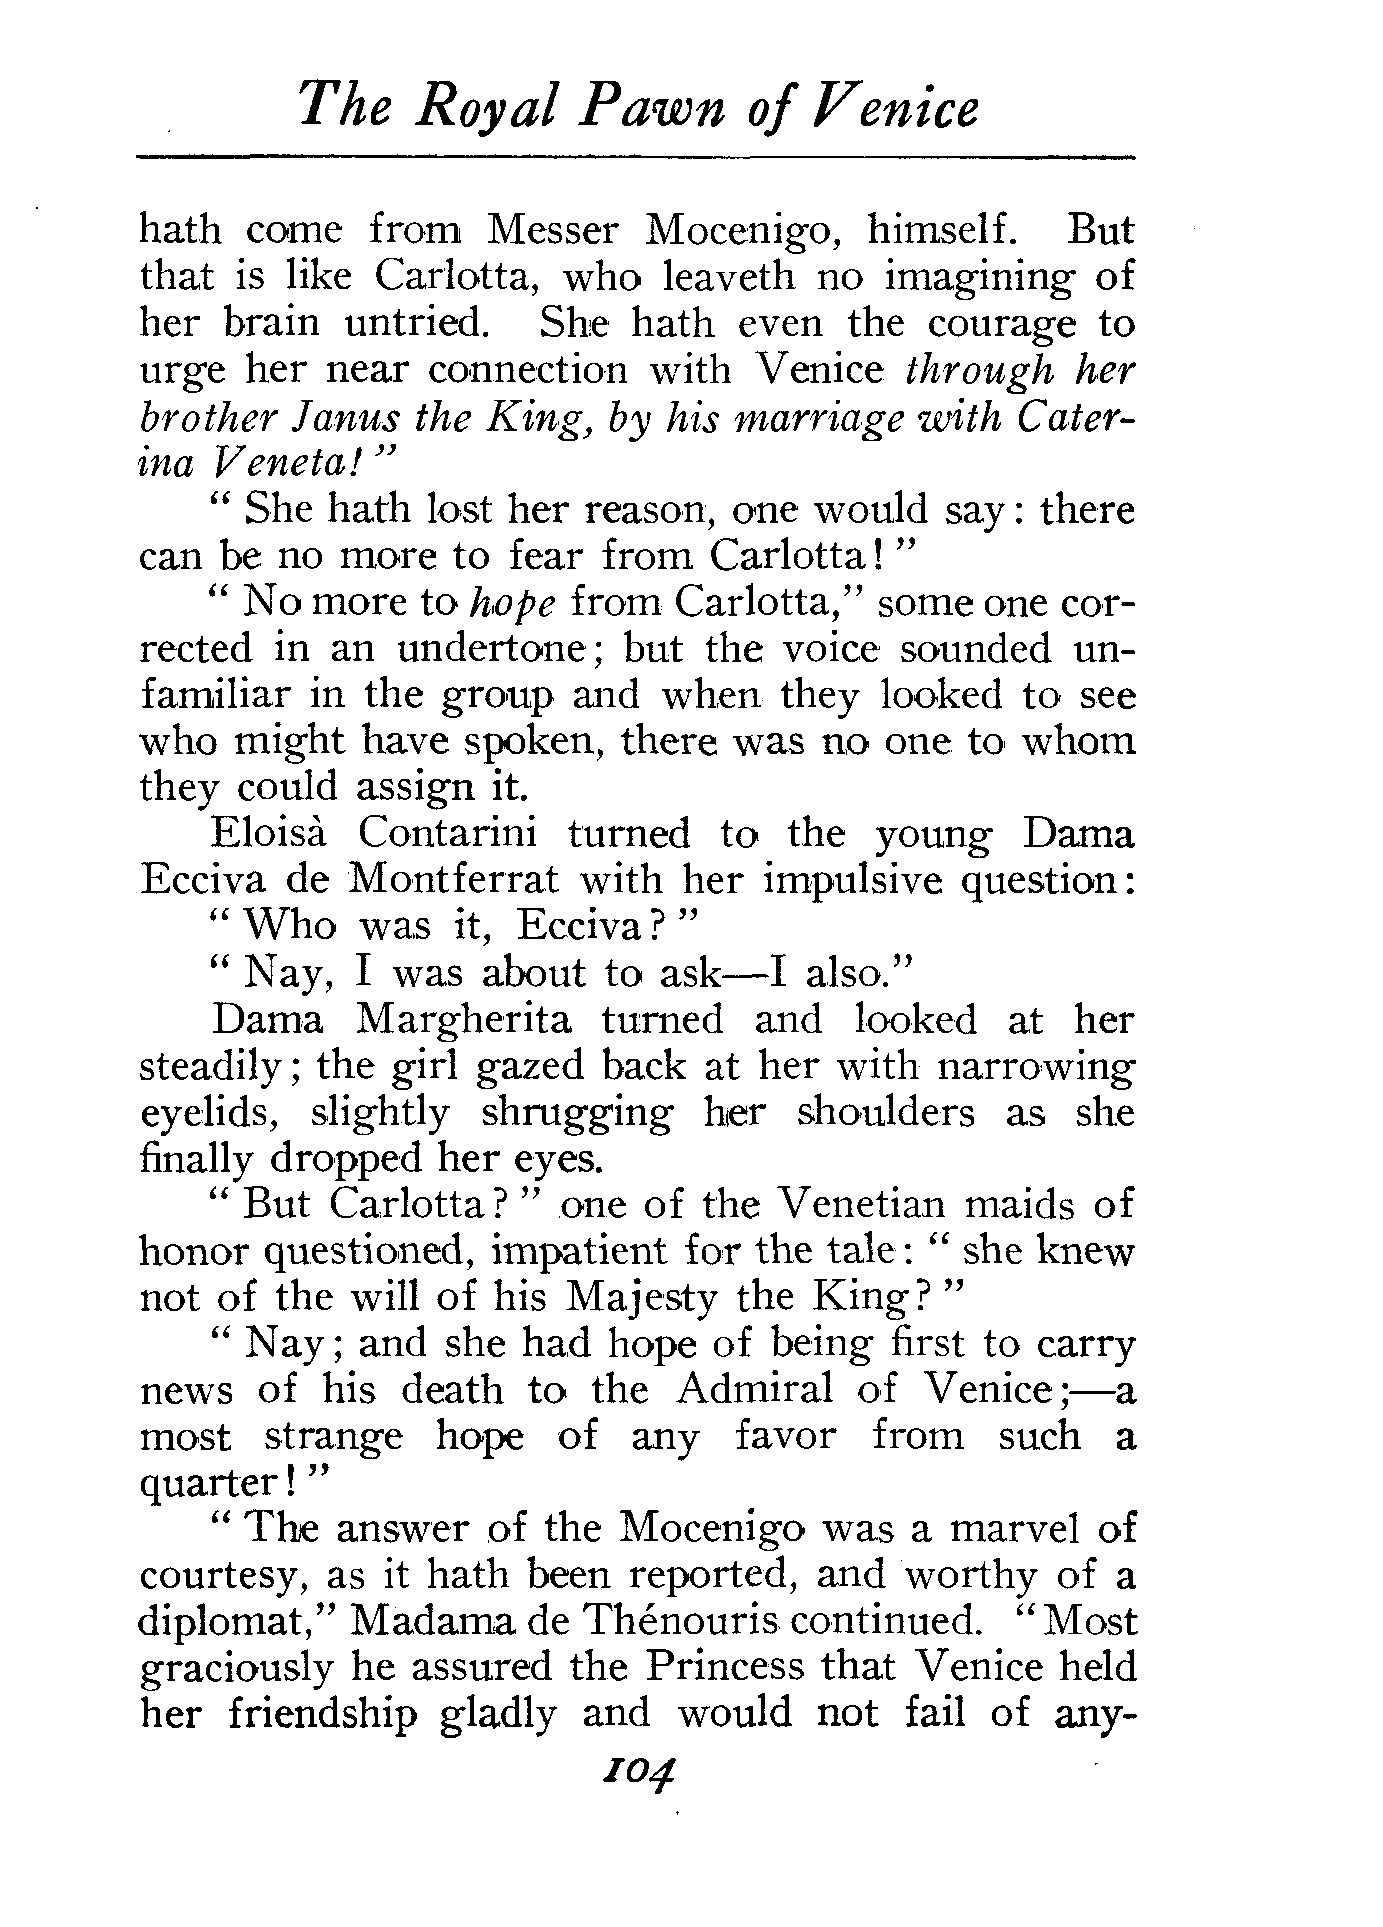 The Royal Pawn of Venice
hath come from Messer Mocenigo, himself. But
that is like Carlotta, who leaveth no imagining of
her brain untried. She hath even the courage to
urge her near connection with Venice through her
brother Janus the King, by his marriage with Cater-
ina Veneta! "
" She hath lost her reason, one would say: there
can be no more to fear from Carlotta! "
" No more to hope from Carlotta," some one cor-
rected in an undertone; but the voice sounded un-
familiar in the group and when they looked to see
who might have spoken, there was no one to whom
they could assign it.
Eloisà Contarini turned to the young Dama
Ecciva de Montferrat with her impulsive question:
" Who was it, Ecciva? "
" Nay, I was about to ask—I also."
Dama Margherita turned and looked at her
steadily; the girl gazed back at her with narrowing
eyelids, slightly shrugging her shoulders as she
finally dropped her eyes.
" But Carlotta? " one of the Venetian maids of
honor questioned, impatient for the tale: " she knew
not of the will of his Majesty the King? "
" Nay; and she had hope of being first to carry
news of his death to the Admiral of Venice;—a
most strange hope of any favor from such a
quarter! "
" The answer of the Mocenigo was a marvel of
courtesy, as it hath been reported, and worthy of a
diplomat," Madama de Thénouris continued. " Most
graciously he assured the Princess that Venice held
her friendship gladly and would not fail of any-
104